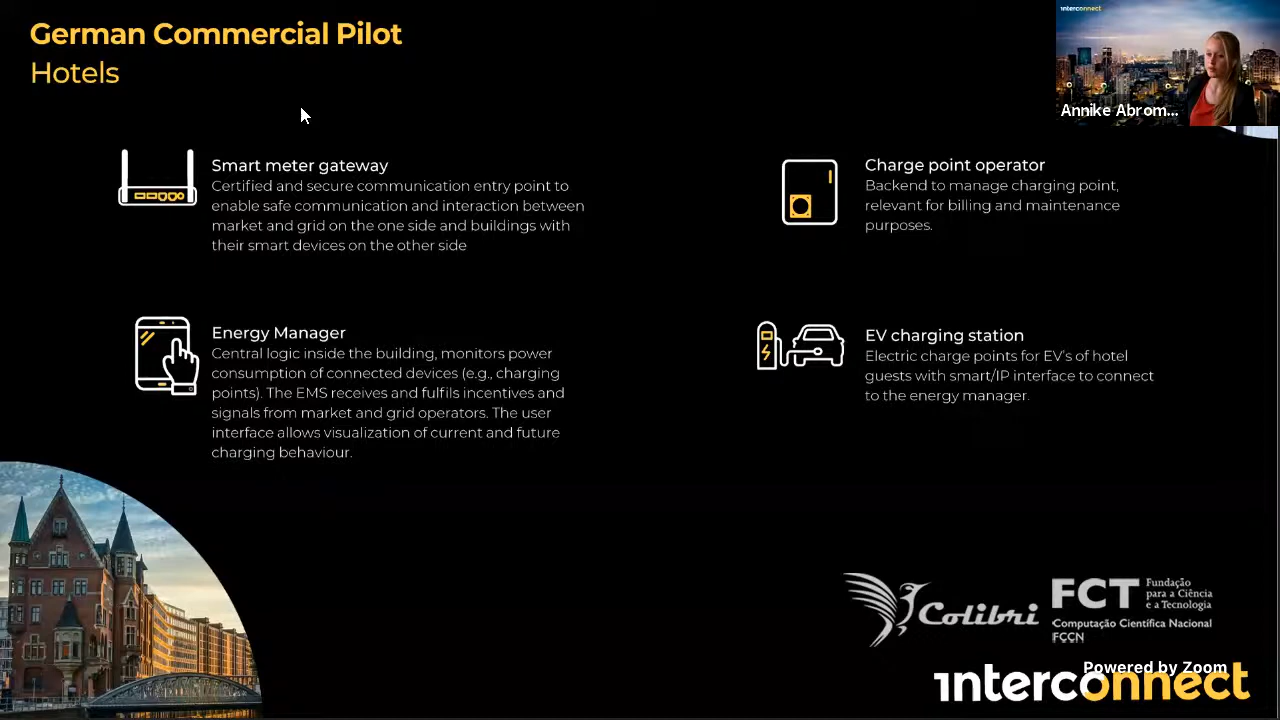 German Commercial Pilot
Hotels
interconnect
Annike Abrom...
Smart meter gateway
Certified and secure communication entry point to
enable safe communication and interaction between
market and grid on the one side and buildings with
their smart devices on the other side
Charge point operator
Backend to manage charging point,
relevant for billing and maintenance
purposes.
Energy Manager
Central logic inside the building, monitors power
consumption of connected devices (e.g., charging
points). The EMS receives and fulfils incentives and
signals from market and grid operators. The user
interface allows visualization of current and future
charging behaviour.
EV charging station
Electric charge points for EV's of hotel
guests with smart/IP interface to connect
to the energy manager.
Colibri
FCT
Fundação
para a Ciência
e a Tecnologia
Computação Científica Nacional
FCCN
Powered by Zoom
interconnect